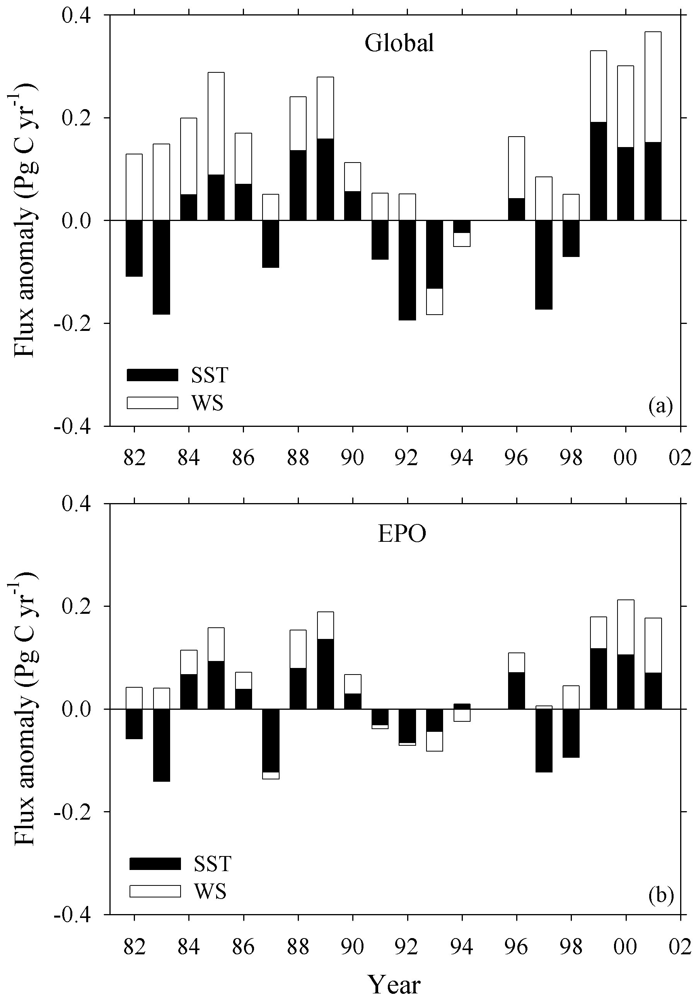 Global
Flux anomaly (Pg C yr-1)
0.4
0.2
0.0
-0.2
-0.4
SST
WS
(a)
82 84 86 88 90 92 94 96 98 00 02
EPO
Flux anomaly (Pg C yr-1)
0.4
0.2
0.0
-0.2
-0.4
SST
WS
(b)
82 84 86 88 90 92 94 96 98 00 02
Year